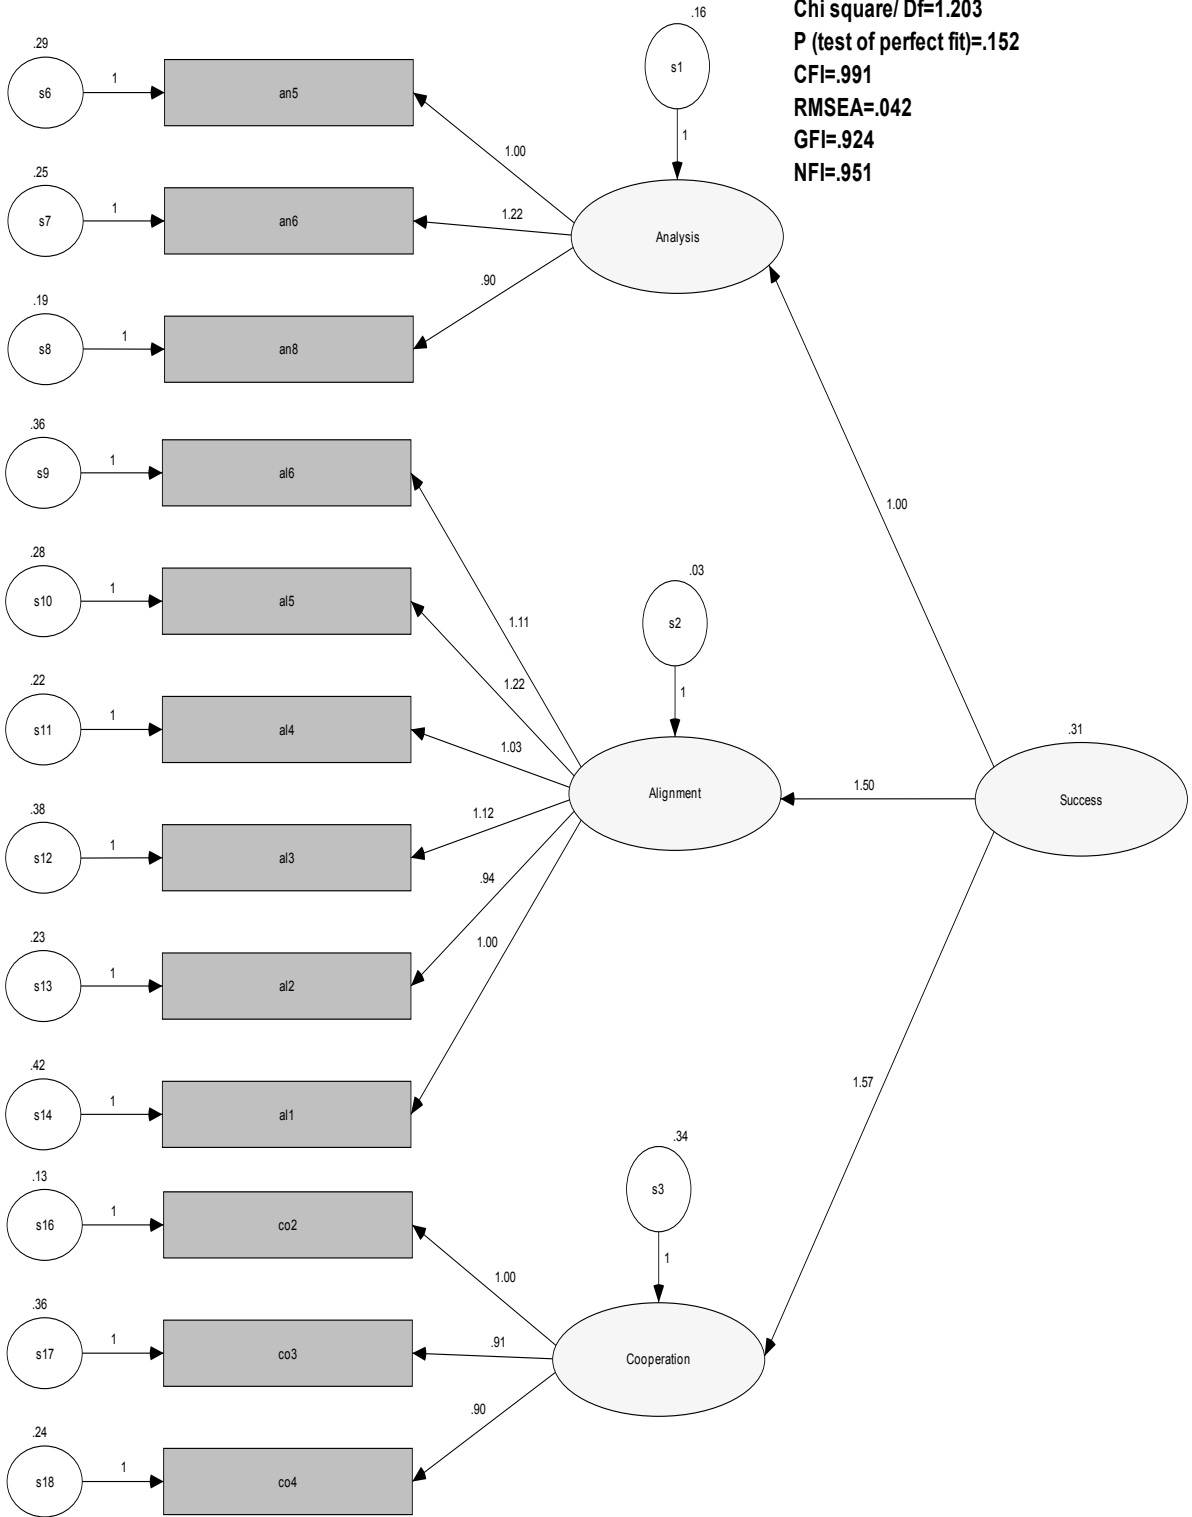 Chi square/ Df=1.203
P (test of perfect fit)=.152
CFI=.991
RMSEA=.042
GFI=.924
NFI=.951
.16
s1
1
Analysis
.29
s6
1
an5
1.00
.25
s7
1
an6
1.22
.19
s8
1
an8
.90
.36
s9
1
al6
1.11
.28
s10
1
al5
1.22
.22
s11
1
al4
1.03
.38
s12
1
al3
1.12
.23
s13
1
al2
.94
.42
s14
1
al1
1.00
.03
s2
1
Alignment
1.00
1.50
1.57
.31
Success
.13
s16
1
co2
1.00
.36
s17
1
co3
.91
.24
s18
1
co4
.90
.34
s3
1
Cooperation